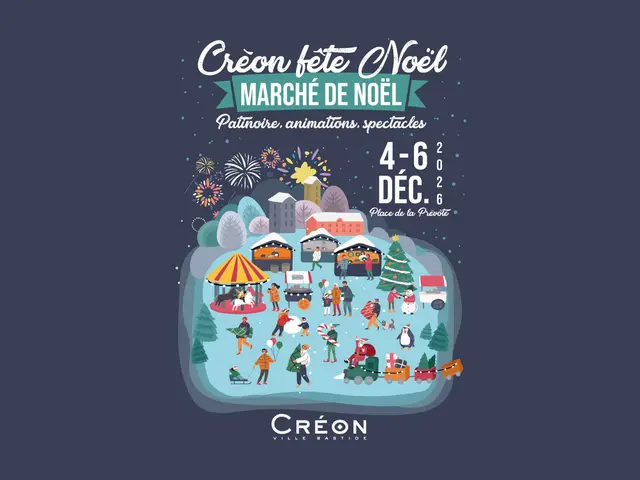 Crèon fête Noël
MARCHÉ DE NOËL
Patinoire, animations, spectacles
4-6
DÉC.
2026
Place de la Prévôté
CRÉON
VILLE BASTIDE